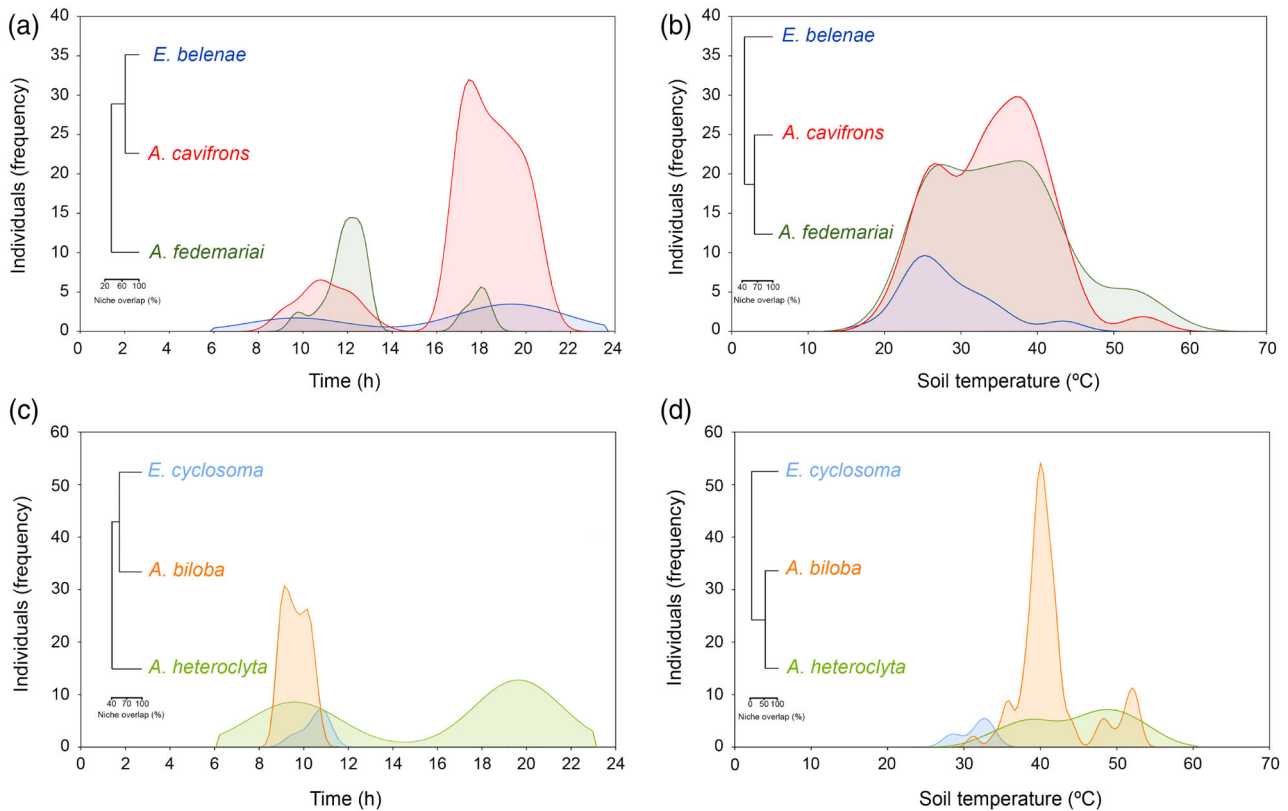 (a)
Individuals (frequency)
40
35
30
25
20
15
10
5
0
E. belenae
A. cavifrons
A. fedemariai
20 60 100
Niche overlap (%)
0 2 4 6 8 10 12 14 16 18 20 22 24
Time (h)
(b)
Individuals (frequency)
40
35
30
25
20
15
10
5
0
E. belenae
A. cavifrons
A. fedemariai
40 70 100
Niche overlap (%)
0 10 20 30 40 50 60 70
Soil temperature (ºC)
(c)
Individuals (frequency)
60
50
40
30
20
10
0
E. cyclosoma
A. biloba
A. heteroclyta
40 70 100
Niche overlap (%)
0 2 4 6 8 10 12 14 16 18 20 22 24
Time (h)
(d)
Individuals (frequency)
60
50
40
30
20
10
0
E. cyclosoma
A. biloba
A. heteroclyta
0 50 100
Niche overlap (%)
0 10 20 30 40 50 60 70
Soil temperature (ºC)